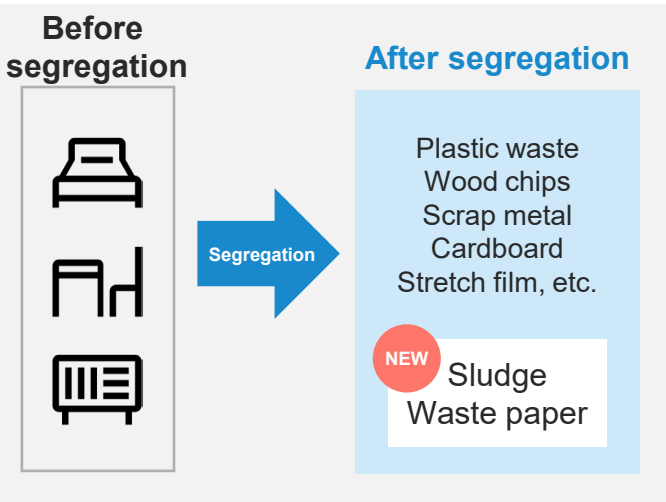 Before
segregation
After segregation
Segregation
Plastic waste
Wood chips
Scrap metal
Cardboard
Stretch film, etc.
NEW
Sludge
Waste paper